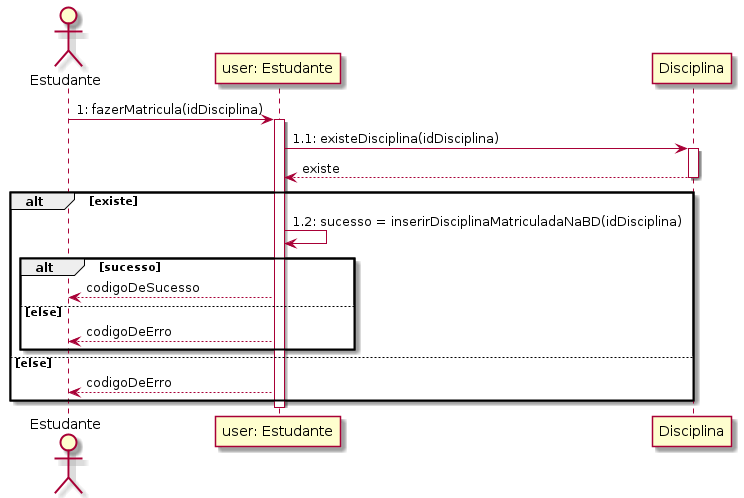 Estudante
user: Estudante
Disciplina
1: fazerMatricula(idDisciplina)
1.1: existeDisciplina(idDisciplina)
existe
alt [existe]
1.2: sucesso = inserirDisciplinaMatriculadaNaBD(idDisciplina)
alt [sucesso]
codigoDeSucesso
[else]
codigoDeErro
[else]
codigoDeErro
Estudante
user: Estudante
Disciplina